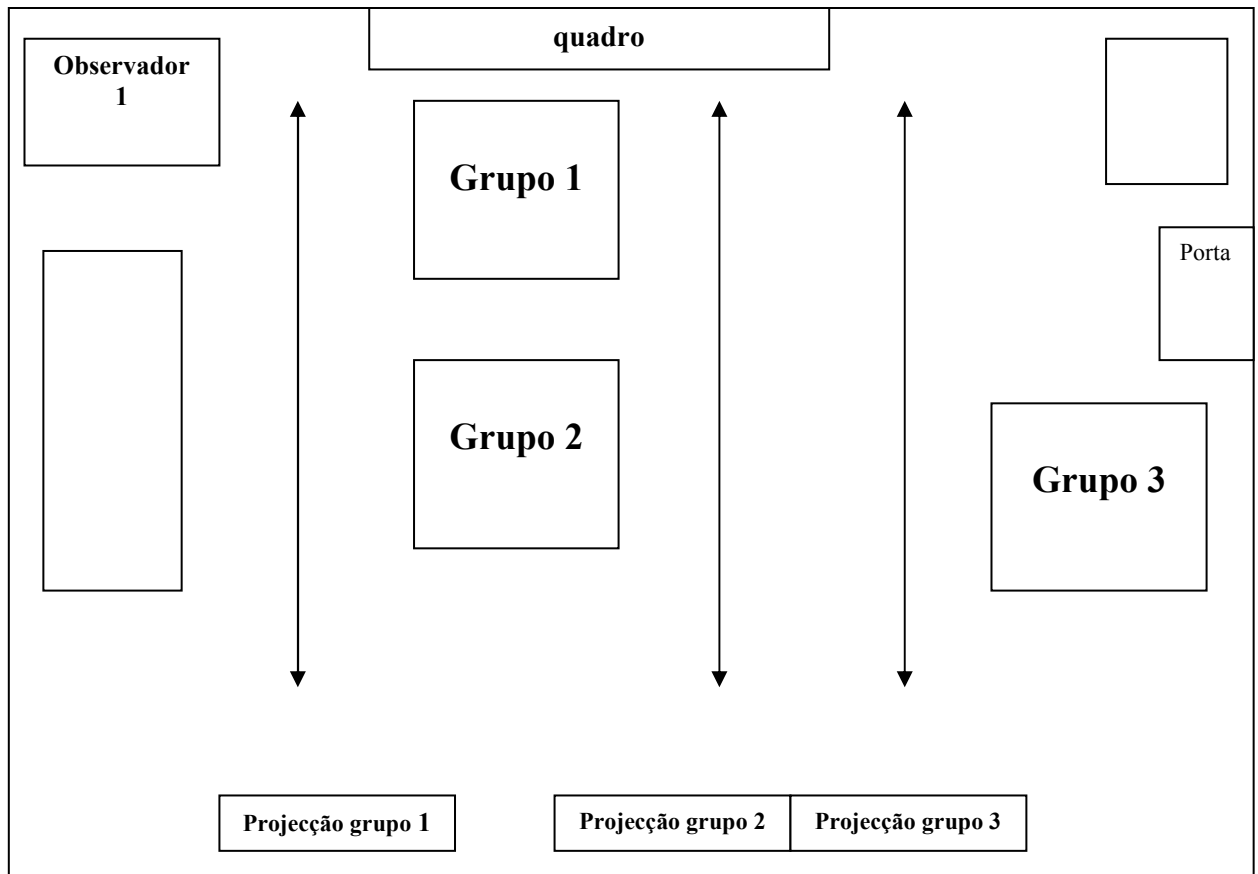 quadro
Observador
1
Grupo 1
Porta
Grupo 2
Grupo 3
Projecção grupo 1
Projecção grupo 2
Projecção grupo 3